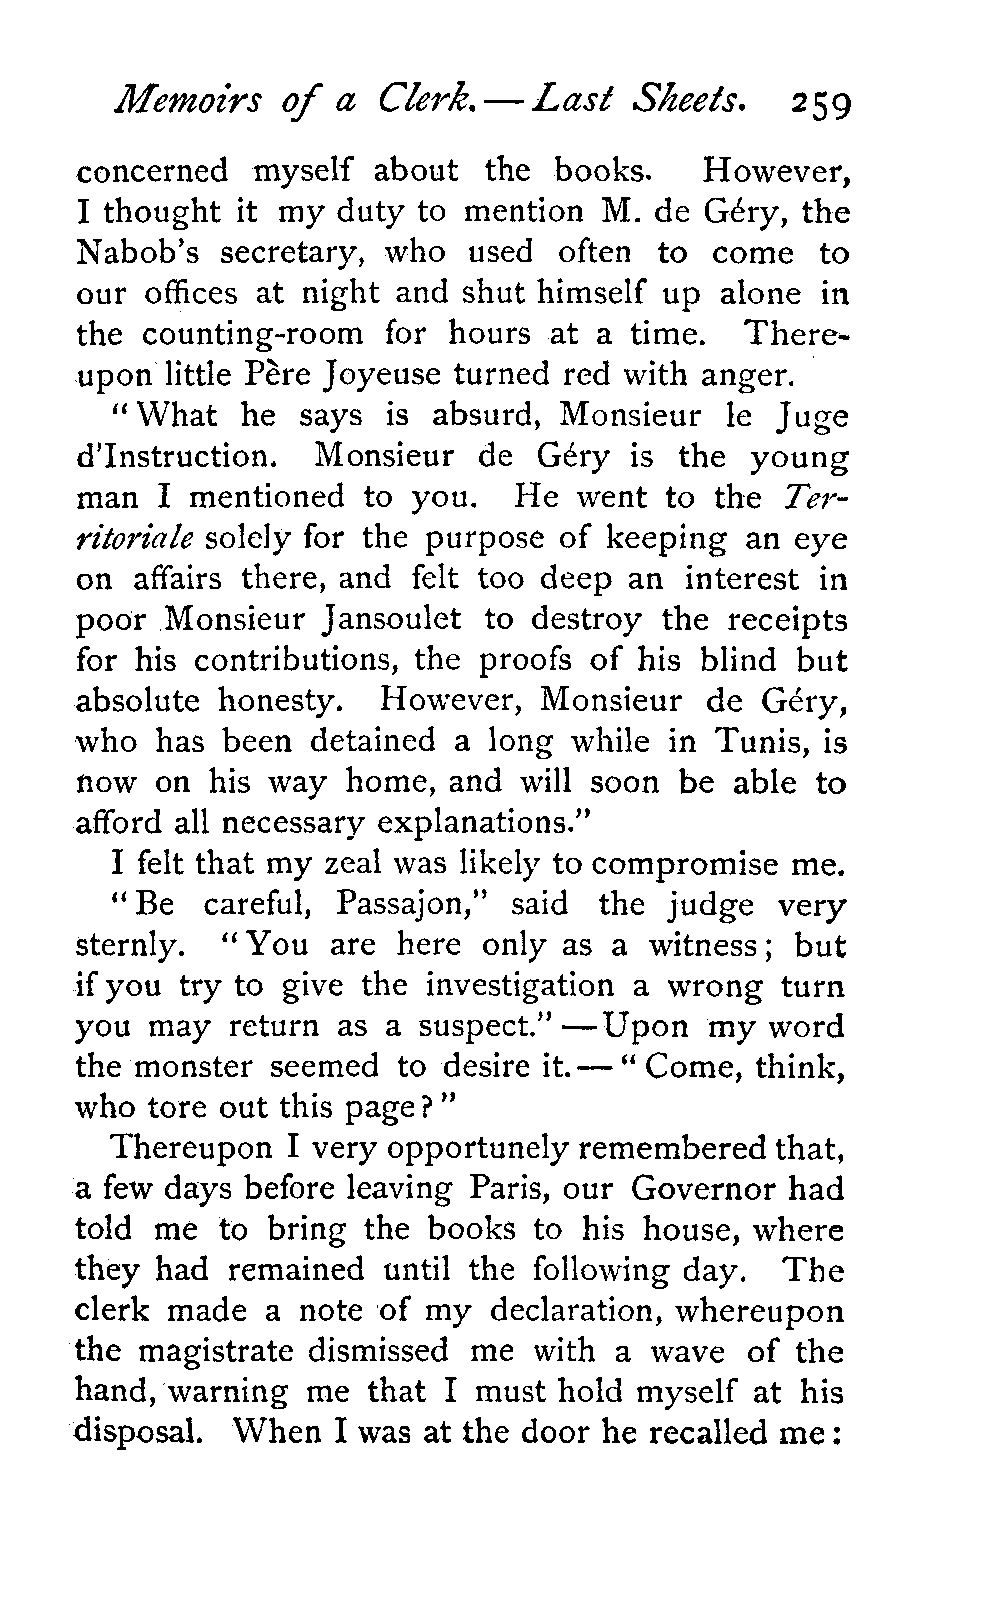 Memoirs of a Clerk. — Last Sheets. 259
concerned myself about the books. However,
I thought it my duty to mention M. de Géry, the
Nabob's secretary, who used often to come to
our offices at night and shut himself up alone in
the counting-room for hours at a time. There-
upon little Père Joyeuse turned red with anger.
"What he says is absurd, Monsieur le Juge
d'Instruction. Monsieur de Géry is the young
man I mentioned to you. He went to the Ter-
ritoriale solely for the purpose of keeping an eye
on affairs there, and felt too deep an interest in
poor Monsieur Jansoulet to destroy the receipts
for his contributions, the proofs of his blind but
absolute honesty. However, Monsieur de Géry,
who has been detained a long while in Tunis, is
now on his way home, and will soon be able to
afford all necessary explanations."
I felt that my zeal was likely to compromise me.
"Be careful, Passajon," said the judge very
sternly. "You are here only as a witness; but
if you try to give the investigation a wrong turn
you may return as a suspect." — Upon my word
the monster seemed to desire it. — "Come, think,
who tore out this page?"
Thereupon I very opportunely remembered that,
a few days before leaving Paris, our Governor had
told me to bring the books to his house, where
they had remained until the following day. The
clerk made a note of my declaration, whereupon
the magistrate dismissed me with a wave of the
hand, warning me that I must hold myself at his
disposal. When I was at the door he recalled me: